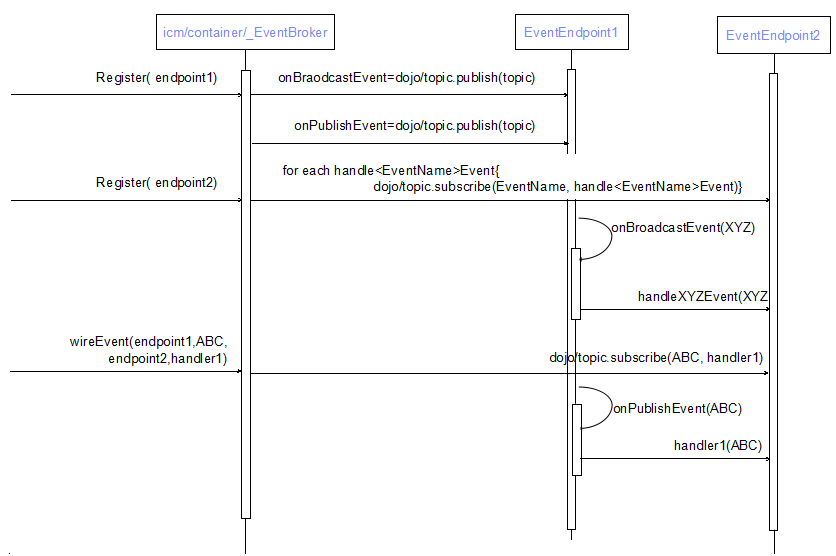 icm/container/_EventBroker
EventEndpoint1
EventEndpoint2
Register( endpoint1)
onBraodcastEvent=dojo/topic.publish(topic)
onPublishEvent=dojo/topic.publish(topic)
Register( endpoint2)
for each handle<EventName>Event{
dojo/topic.subscribe(EventName, handle<EventName>Event)}
onBroadcastEvent(XYZ)
handleXYZEvent(XYZ
wireEvent(endpoint1,ABC,
endpoint2,handler1)
dojo/topic.subscribe(ABC, handler1)
onPublishEvent(ABC)
handler1(ABC)